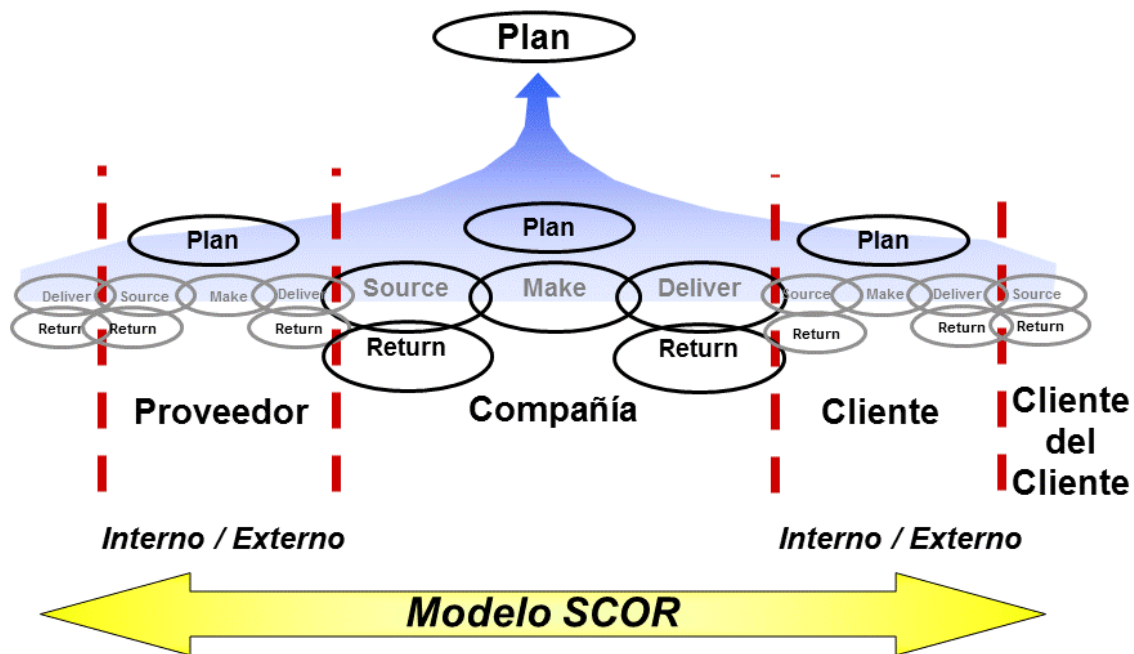 Plan
Plan
Plan
Plan
Deliver
Source
Make
Deliver
Source
Make
Deliver
Source
Make
Deliver
Source
Return
Return
Return
Return
Return
Return
Return
Return
Proveedor
Compañía
Cliente
Cliente
del
Cliente
Interno / Externo
Interno / Externo
Modelo SCOR